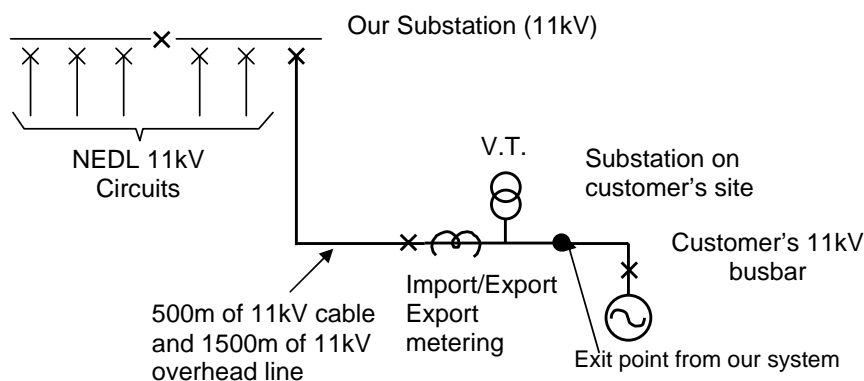 Our Substation (11kV)
NEDL 11kV
Circuits
V.T.
Substation on
customer's site
Customer's 11kV
busbar
Import/Export
Export
metering
500m of 11kV cable
and 1500m of 11kV
overhead line
Exit point from our system